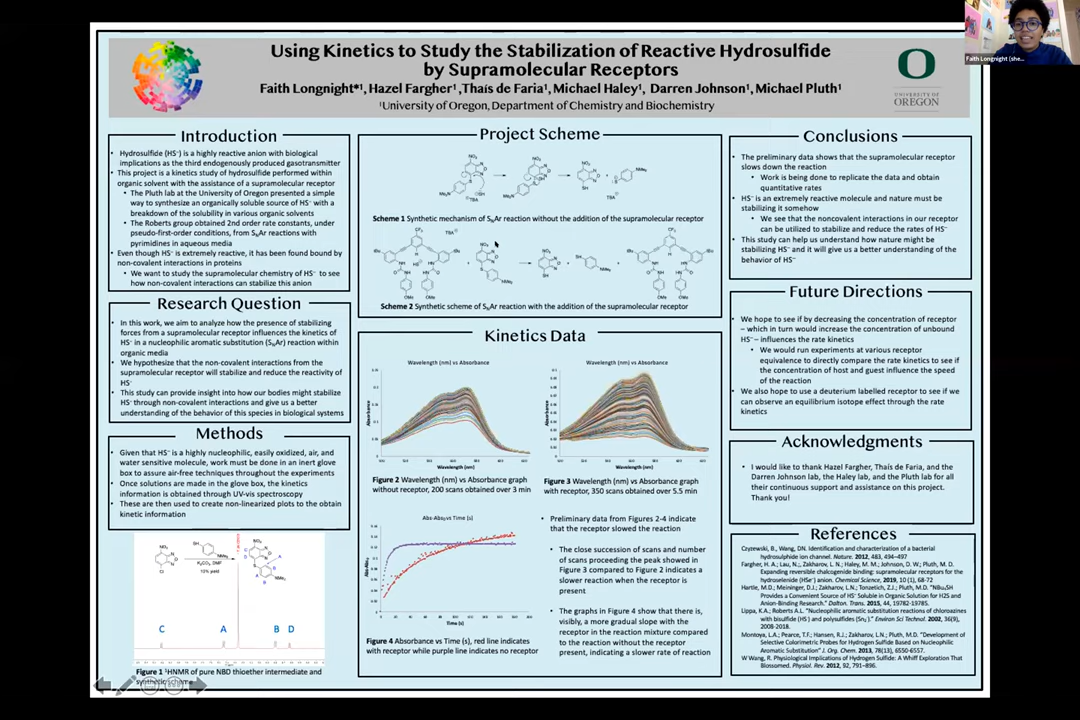 Using Kinetics to Study the Stabilization of Reactive Hydrosulfide
by Supramolecular Receptors
Faith Longnight*¹, Hazel Fargher¹ ,Thaís de Faria¹, Michael Haley¹, Darren Johnson¹, Michael Pluth¹
¹University of Oregon, Department of Chemistry and Biochemistry
O
UNIVERSITY OF
OREGON
Faith Longnight (she...
Introduction
• Hydrosulfide (HS⁻) is a highly reactive anion with biological
implications as the third endogenously produced gasotransmitter
• This project is a kinetics study of hydrosulfide performed within
organic solvent with the assistance of a supramolecular receptor
• The Pluth lab at the University of Oregon presented a simple
way to synthesize an organically soluble source of HS⁻ with a
breakdown of the solubility in various organic solvents
• The Roberts group obtained 2nd order rate constants, under
pseudo-first-order conditions, from SNAr reactions with
pyrimidines in aqueous media
• Even though HS⁻ is extremely reactive, it has been found bound by
non-covalent interactions in proteins
• We want to study the supramolecular chemistry of HS⁻ to see
how non-covalent interactions can stabilize this anion
Research Question
• In this work, we aim to analyze how the presence of stabilizing
forces from a supramolecular receptor influences the kinetics of
HS⁻ in a nucleophilic aromatic substitution (SNAr) reaction within
organic media
• We hypothesize that the non-covalent interactions from the
supramolecular receptor will stabilize and reduce the reactivity of
HS⁻
• This study can provide insight into how our bodies might stabilize
HS⁻ through non-covalent interactions and give us a better
understanding of the behavior of this species in biological systems
Methods
• Given that HS⁻ is a highly nucleophilic, easily oxidized, air, and
water sensitive molecule, work must be done in an inert glove
box to assure air-free techniques throughout the experiments
• Once solutions are made in the glove box, the kinetics
information is obtained through UV-vis spectroscopy
• These are then used to create non-linearized plots to the obtain
kinetic information
NO₂
Cl
SH
NMe₂
K₂CO₃, DMF
10% yield
C A B D
Figure 1 ¹HNMR of pure NBD thioether intermediate and
synthetic scheme
Project Scheme
Scheme 1 Synthetic mechanism of SNAr reaction without the addition of the supramolecular receptor
Scheme 2 Synthetic scheme of SNAr reaction with the addition of the supramolecular receptor
Kinetics Data
Wavelength (nm) vs Absorbance
Absorbance
Wavelength (nm)
Figure 2 Wavelength (nm) vs Absorbance graph
without receptor, 200 scans obtained over 3 min
Wavelength (nm) vs Absorbance
Absorbance
Wavelength (nm)
Figure 3 Wavelength (nm) vs Absorbance graph
with receptor, 350 scans obtained over 5.5 min
Abs-Abs₀ vs Time (s)
Abs-Abs₀
Time (s)
Figure 4 Absorbance vs Time (s), red line indicates
with receptor while purple line indicates no receptor
• Preliminary data from Figures 2-4 indicate
that the receptor slowed the reaction
• The close succession of scans and number
of scans proceeding the peak showed in
Figure 3 compared to Figure 2 indicates a
slower reaction when the receptor is
present
• The graphs in Figure 4 show that there is,
visibly, a more gradual slope with the
receptor in the reaction mixture compared
to the reaction without the receptor
present, indicating a slower rate of reaction
Conclusions
• The preliminary data shows that the supramolecular receptor
slows down the reaction
• Work is being done to replicate the data and obtain
quantitative rates
• HS⁻ is an extremely reactive molecule and nature must be
stabilizing it somehow
• We see that the noncovalent interactions in our receptor
can be utilized to stabilize and reduce the rates of HS⁻
• This study can help us understand how nature might be
stabilizing HS⁻ and it will give us a better understanding of the
behavior of HS⁻
Future Directions
• We hope to see if by decreasing the concentration of receptor
– which in turn would increase the concentration of unbound
HS⁻ – influences the rate kinetics
• We would run experiments at various receptor
equivalents to directly compare the rate kinetics to see if
the concentration of host and guest influence the speed
of the reaction
• We also hope to use a deuterium labelled receptor to see if we
can observe an equilibrium isotope effect through the rate
kinetics
Acknowledgments
• I would like to thank Hazel Fargher, Thaís de Faria, and the
Darren Johnson lab, the Haley lab, and the Pluth lab for all
their continuous support and assistance on this project.
Thank you!
References
Czyzewski, B., Wang, DN. Identification and characterization of a bacterial
hydrosulphide ion channel. Nature. 2012, 483, 494–497
Fargher, H. A.; Lau, N.; Zakharov, L. N.; Haley, M. M.; Johnson, D. W.; Pluth, M. D.
Expanding reversible chalcogenide binding: supramolecular receptors for the
hydroselenide (HSe⁻) anion. Chemical Science, 2019, 10 (1), 68-72
Hartle, M.D.; Meininger, D.J.; Zakharov, L.N.; Tonzetich, Z.J.; Pluth, M.D. "NBu₄SH
Provides a Convenient Source of HS⁻ Soluble in Organic Solution for H2S and
Anion-Binding Research." Dalton. Trans. 2015, 44, 19782-19785.
Lippa, K.A.; Roberts A.L. "Nucleophilic aromatic substitution reactions of chloroazines
with bisulfide (HS⁻) and polysulfides (Sn²⁻). Environ Sci Technol. 2002, 36(9),
2008-2018.
Montoya, L.A.; Pearce, T.F.; Hansen, R.J.; Zakharov, L.N.; Pluth, M.D. "Development of
Selective Colorimetric Probes for Hydrogen Sulfide Based on Nucleophilic
Aromatic Substitution" J. Org. Chem. 2013, 78(13), 6550-6557.
W Wang, R. Physiological Implications of Hydrogen Sulfide: A Whiff Exploration That
Blossomed. Physiol. Rev. 2012, 92, 791–896.